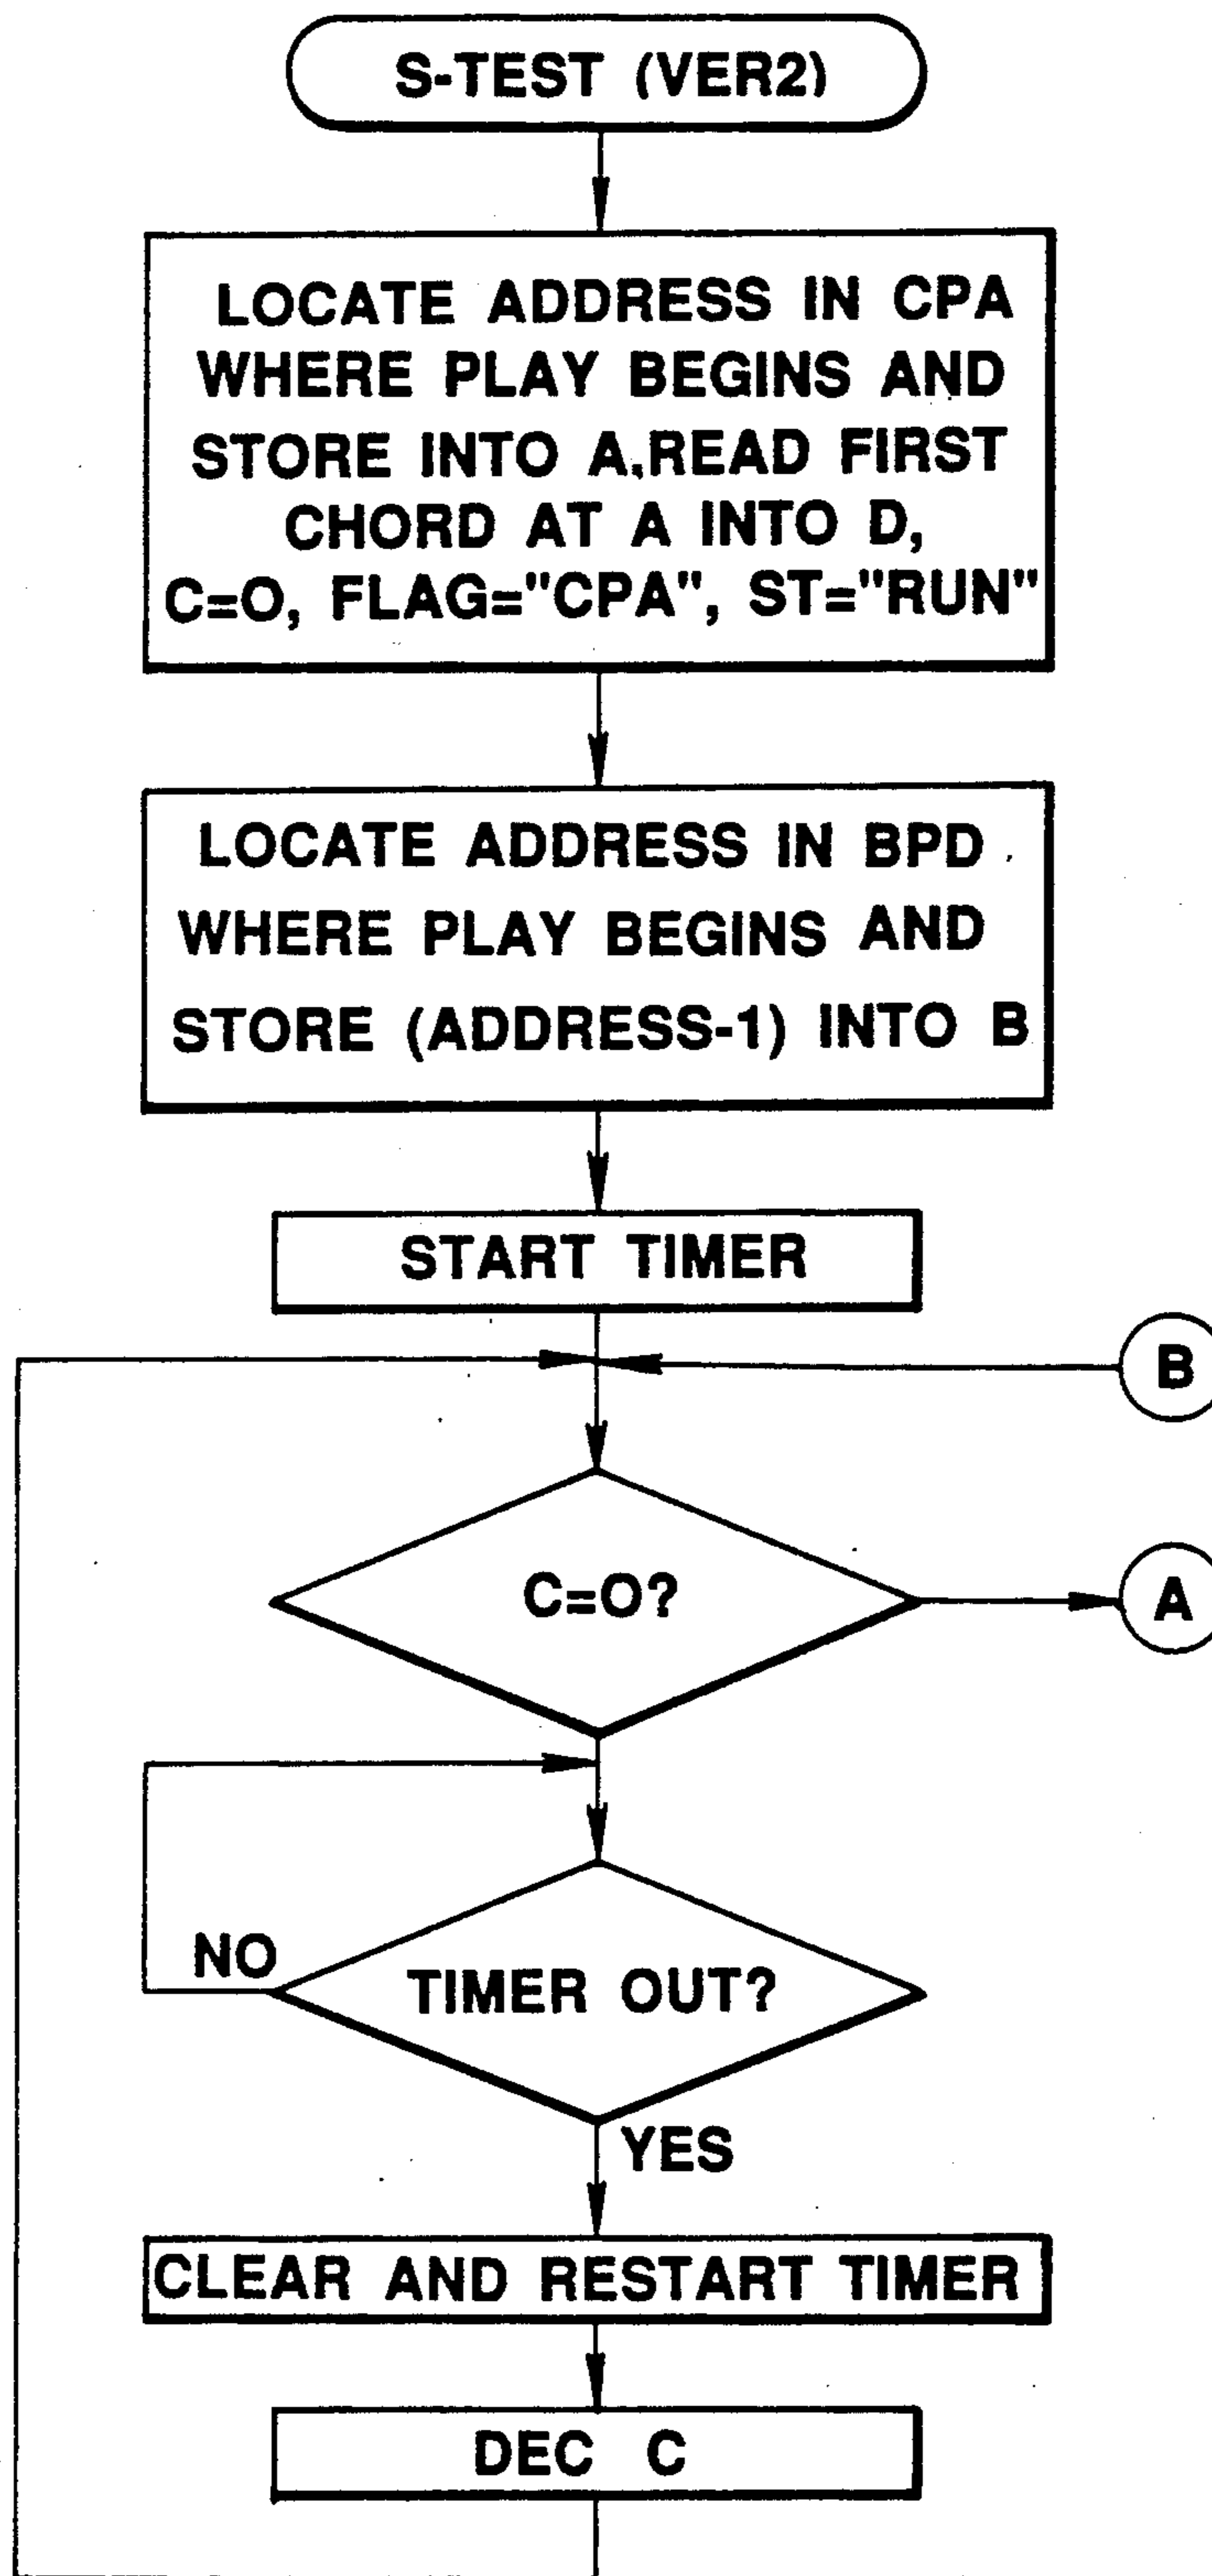 S-TEST (VER2)
LOCATE ADDRESS IN CPA
WHERE PLAY BEGINS AND
STORE INTO A,READ FIRST
CHORD AT A INTO D,
C=O, FLAG="CPA", ST="RUN"
LOCATE ADDRESS IN BPD
WHERE PLAY BEGINS AND
STORE (ADDRESS-1) INTO B
START TIMER
B
C=O?
A
NO
TIMER OUT?
YES
CLEAR AND RESTART TIMER
DEC C